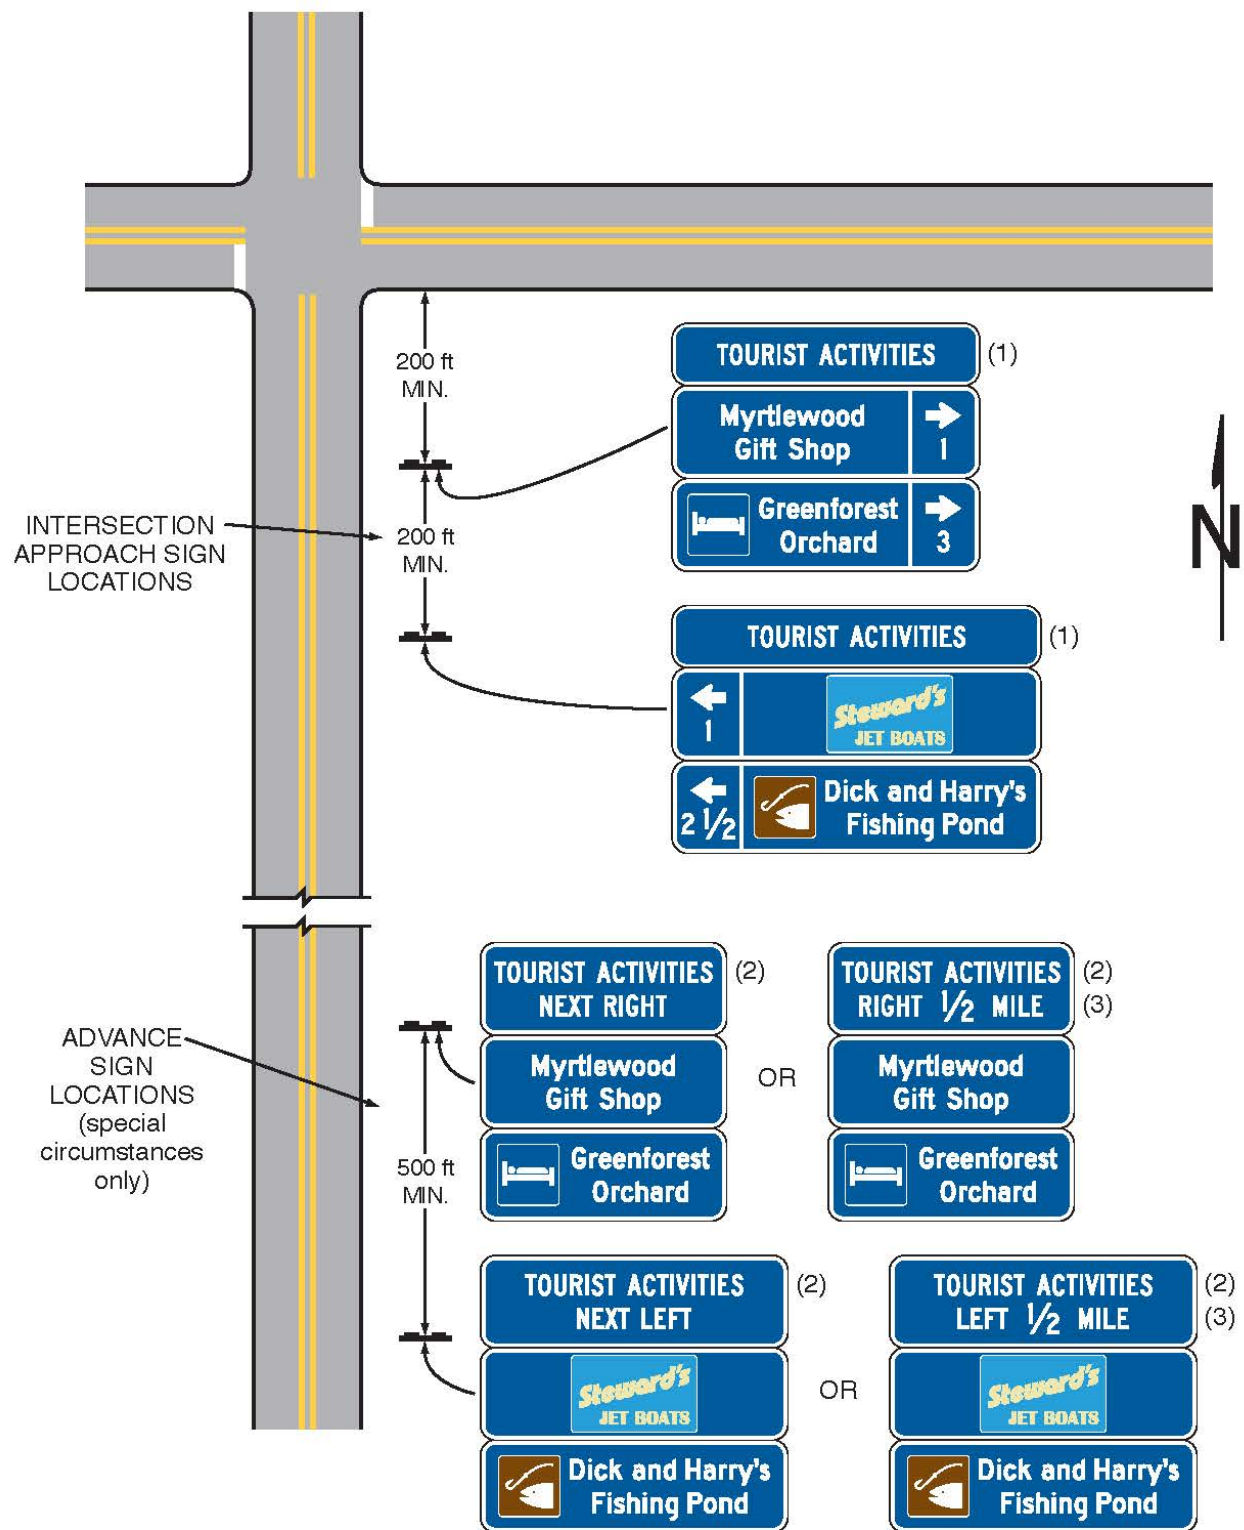 200 ft
MIN.
TOURIST ACTIVITIES
(1)
Myrtlewood
Gift Shop
1
Greenforest
Orchard
3
N
INTERSECTION
APPROACH SIGN
LOCATIONS
200 ft
MIN.
TOURIST ACTIVITIES
(1)
1
Steward's
JET BOATS
2 1/2
Dick and Harry's
Fishing Pond
ADVANCE
SIGN
LOCATIONS
(special
circumstances
only)
500 ft
MIN.
TOURIST ACTIVITIES
NEXT RIGHT
(2)
Myrtlewood
Gift Shop
Greenforest
Orchard
OR
TOURIST ACTIVITIES
RIGHT 1/2 MILE
(2)
(3)
Myrtlewood
Gift Shop
Greenforest
Orchard
TOURIST ACTIVITIES
NEXT LEFT
(2)
Steward's
JET BOATS
Dick and Harry's
Fishing Pond
OR
TOURIST ACTIVITIES
LEFT 1/2 MILE
(2)
(3)
Steward's
JET BOATS
Dick and Harry's
Fishing Pond